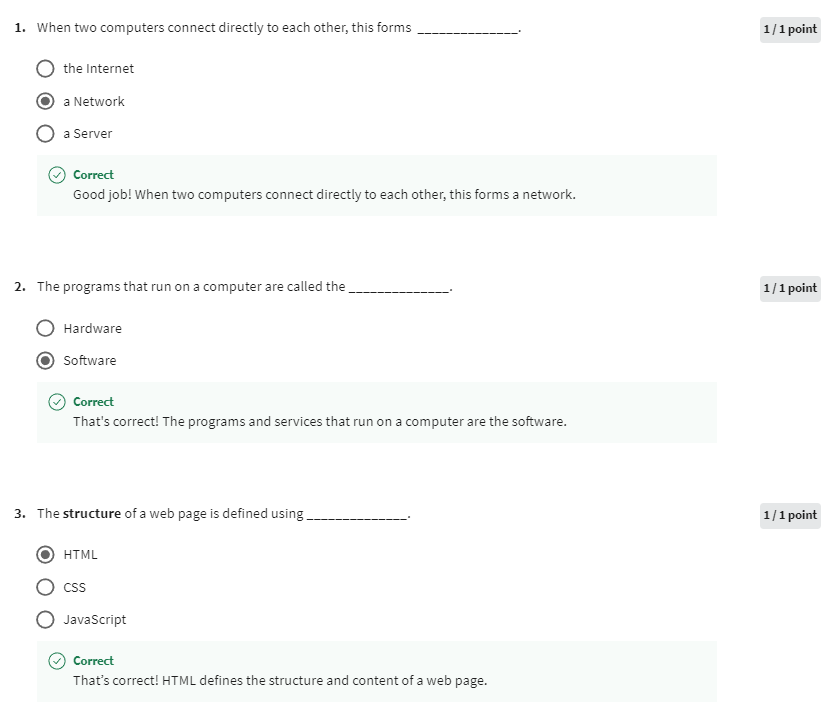 1. When two computers connect directly to each other, this forms ______________.
1 / 1 point
the Internet
a Network
a Server
Correct
Good job! When two computers connect directly to each other, this forms a network.
2. The programs that run on a computer are called the ______________.
1 / 1 point
Hardware
Software
Correct
That's correct! The programs and services that run on a computer are the software.
3. The structure of a web page is defined using ______________.
1 / 1 point
HTML
CSS
JavaScript
Correct
That’s correct! HTML defines the structure and content of a web page.